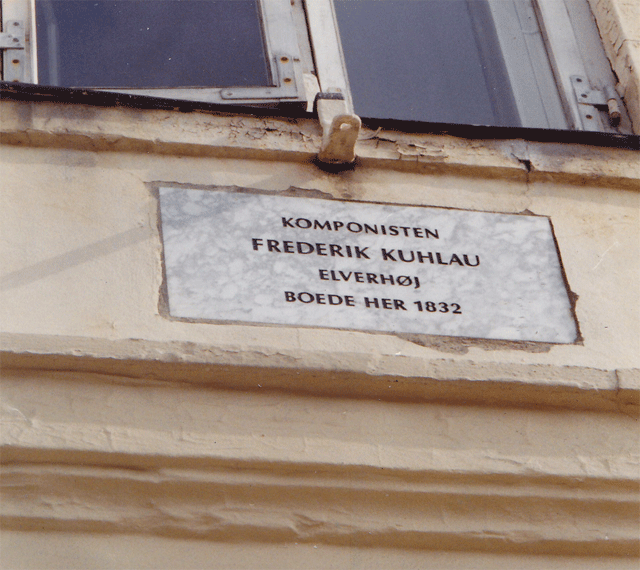 KOMPONISTEN
FREDERIK KUHLAU
ELVERHØJ
BOEDE HER 1832